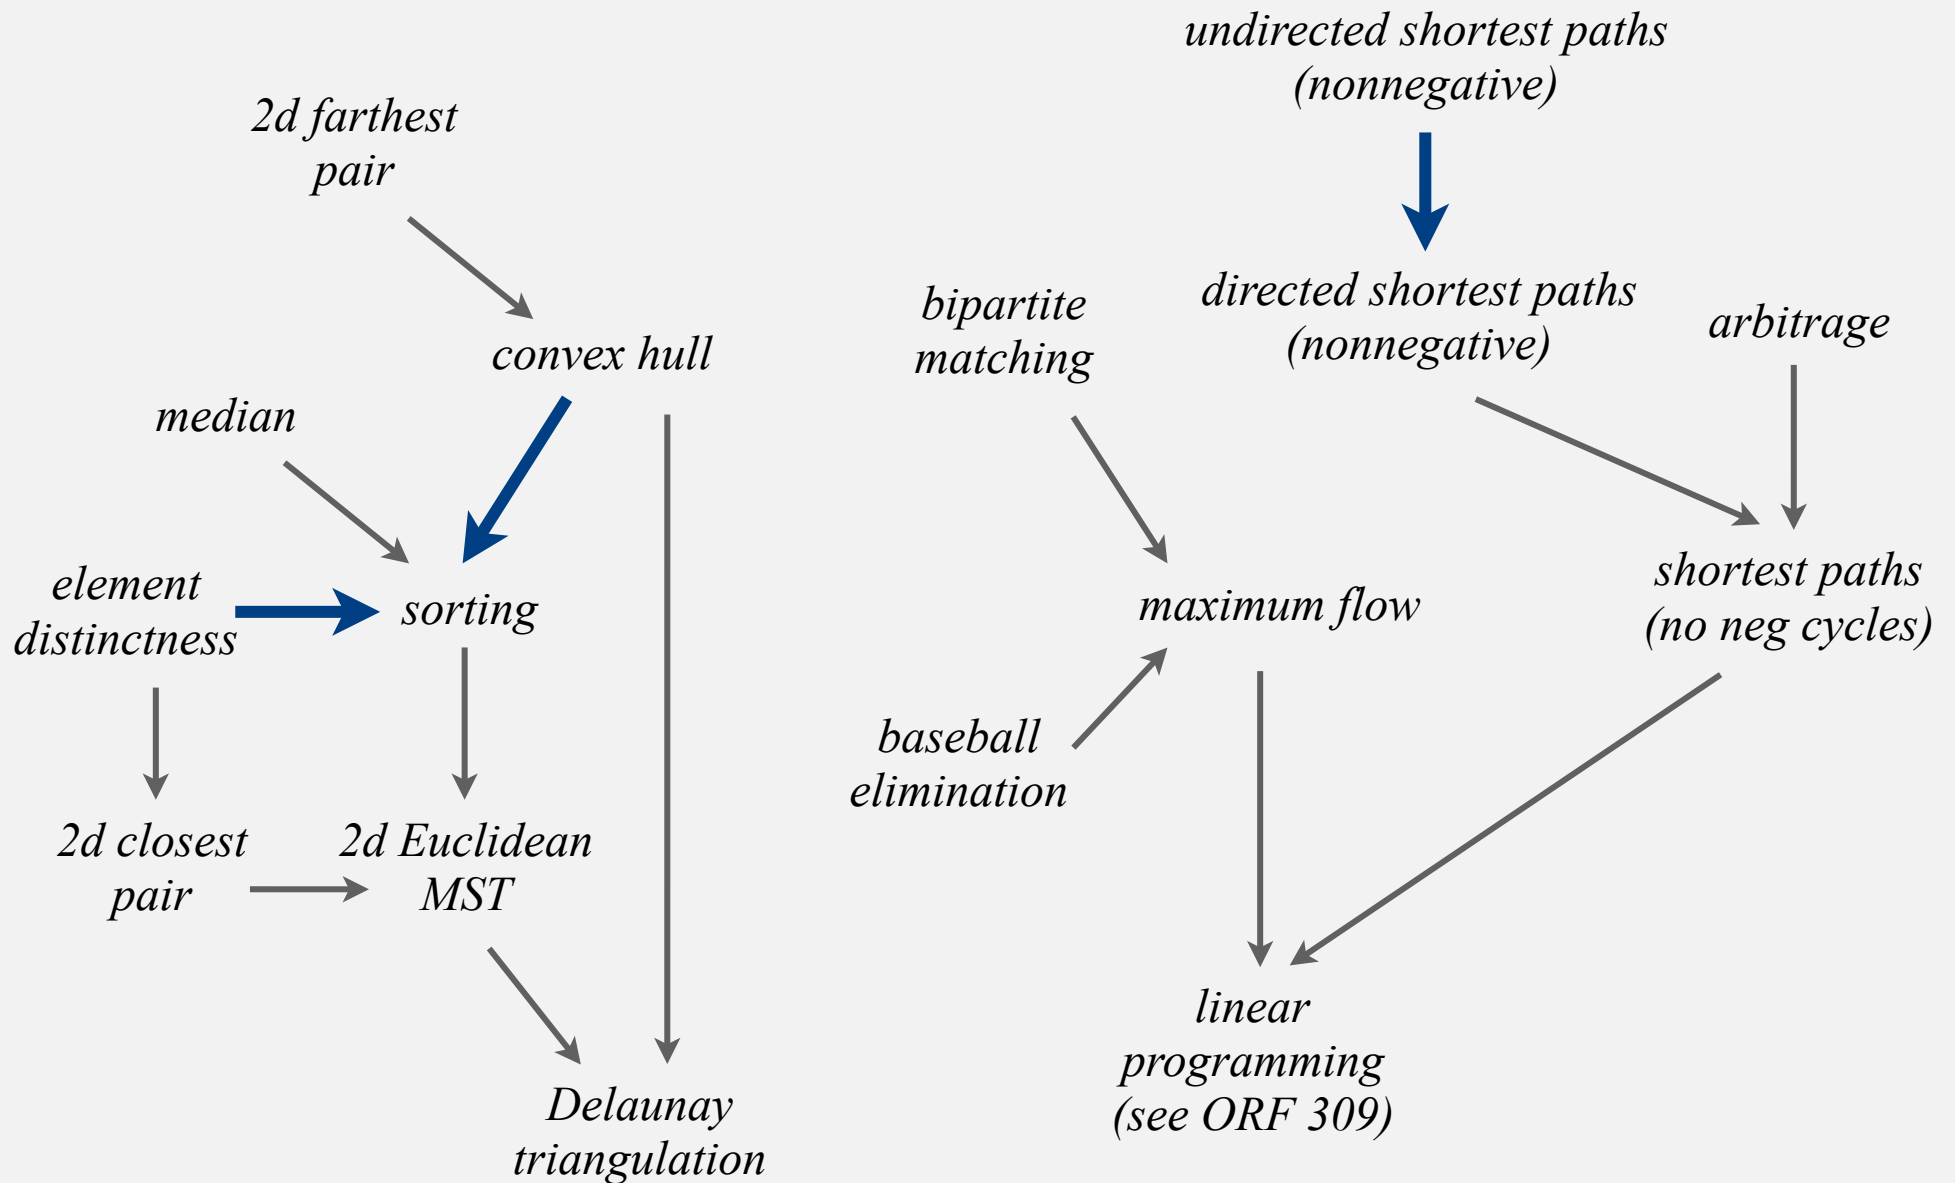 undirected shortest paths
(nonnegative)
2d farthest
pair
directed shortest paths
(nonnegative)
bipartite
matching
arbitrage
convex hull
median
element
distinctness
sorting
maximum flow
shortest paths
(no neg cycles)
baseball
elimination
2d closest
pair
2d Euclidean
MST
linear
programming
(see ORF 309)
Delaunay
triangulation